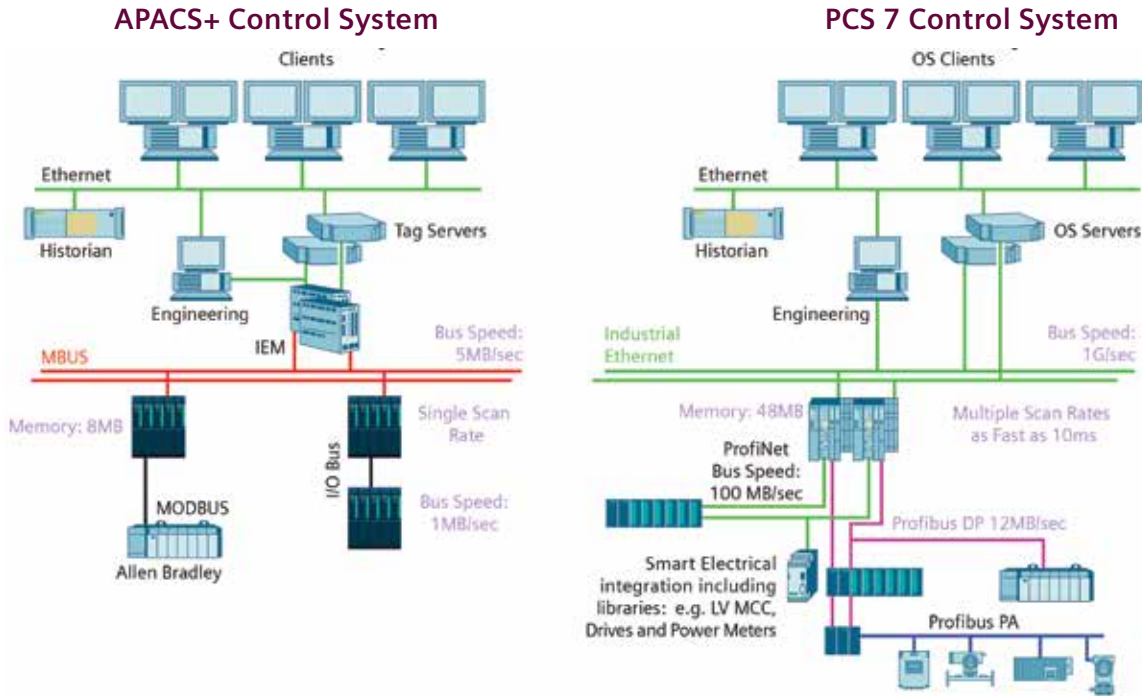 APACS+ Control System
Clients
Ethernet
Historian
Tag Servers
Engineering
IEM
Bus Speed:
5MB/sec
MBUS
Memory: 8MB
Single Scan
Rate
I/O Bus
MODBUS
Bus Speed:
1MB/sec
Allen Bradley
PCS 7 Control System
OS Clients
Ethernet
Historian
OS Servers
Engineering
Industrial
Ethernet
Bus Speed:
1G/sec
Memory: 48MB
Multiple Scan Rates
as Fast as 10ms
ProfiNet
Bus Speed:
100 MB/sec
Profibus DP 12MB/sec
Smart Electrical
integration including
libraries: e.g. LV MCC,
Drives and Power Meters
Profibus PA